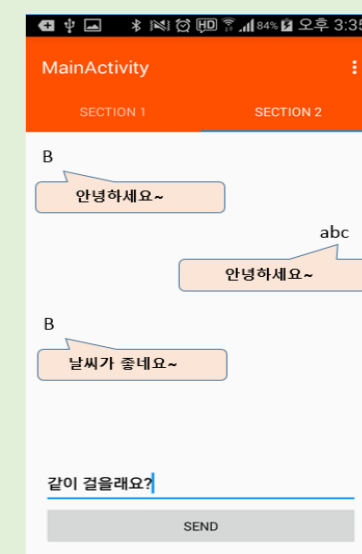 HD 84% 오후 3:35
MainActivity
SECTION 1 SECTION 2
B
안녕하세요~
abc
안녕하세요~
B
날씨가 좋네요~
같이 걸을래요?
SEND